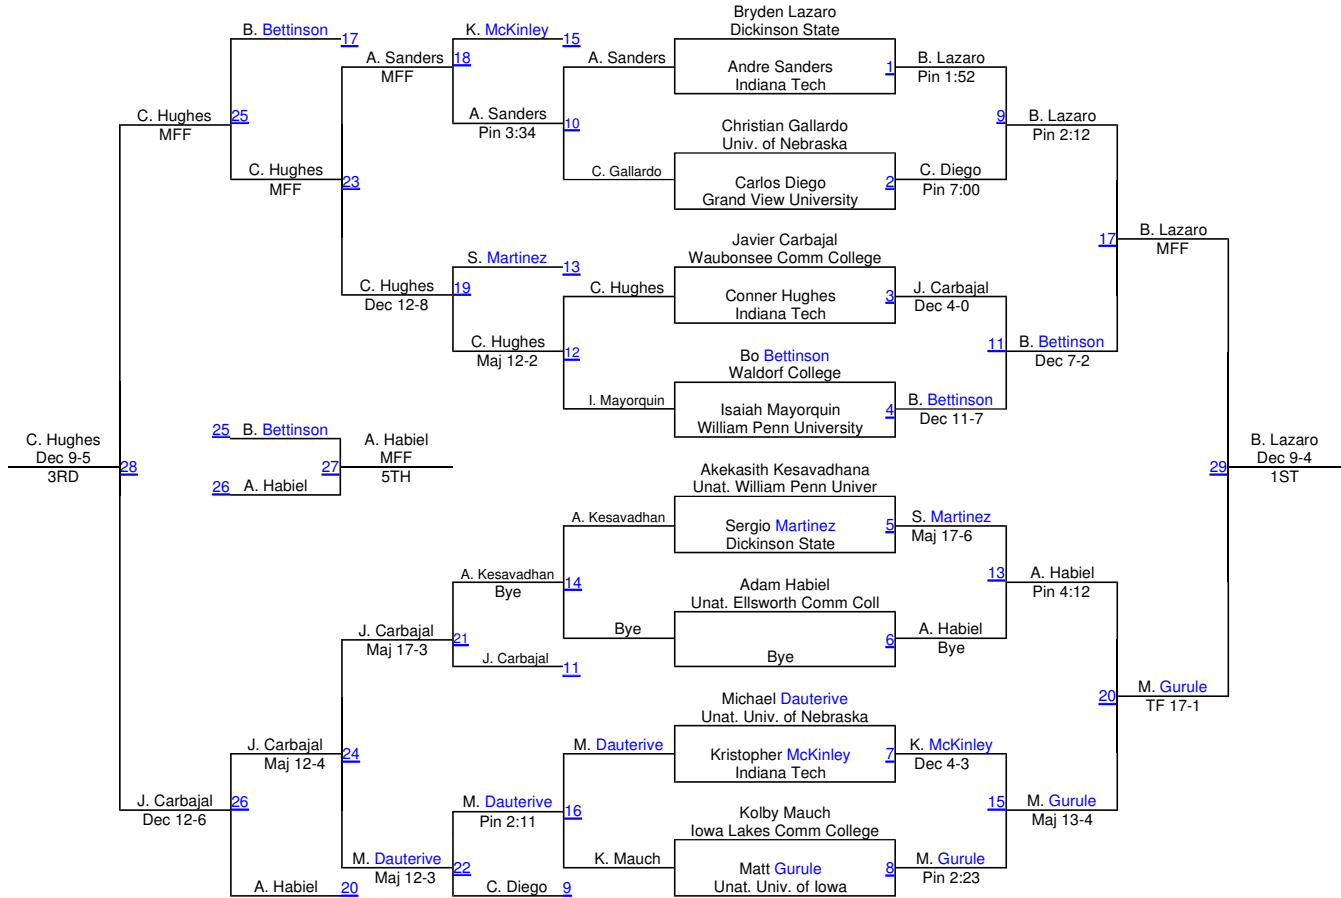 Bryden Lazaro
Dickinson State
B. Bettinson 17
K. McKinley 15
A. Sanders
MFF
18
A. Sanders
Andre Sanders
Indiana Tech
1
B. Lazaro
Pin 1:52
C. Hughes
MFF
25
A. Sanders
Pin 3:34
10
9
B. Lazaro
Pin 2:12
Christian Gallardo
Univ. of Nebraska
C. Hughes
MFF
23
C. Gallardo
Carlos Diego
Grand View University
2
C. Diego
Pin 7:00
Javier Carbajal
Waubonsee Comm College
17
B. Lazaro
MFF
S. Martinez 13
C. Hughes
Dec 12-8
19
C. Hughes
Conner Hughes
Indiana Tech
3
J. Carbajal
Dec 4-0
C. Hughes
Maj 12-2
12
11
B. Bettinson
Dec 7-2
Bo Bettinson
Waldorf College
I. Mayorquin
Isaiah Mayorquin
William Penn University
4
B. Bettinson
Dec 11-7
C. Hughes
Dec 9-5
3RD
28
25 B. Bettinson
26 A. Habiel
27
A. Habiel
MFF
5TH
29
B. Lazaro
Dec 9-4
1ST
Akekasith Kesavadhana
Unat. William Penn Univer
A. Kesavadhan
Sergio Martinez
Dickinson State
5
S. Martinez
Maj 17-6
A. Kesavadhan
Bye
14
13
A. Habiel
Pin 4:12
Adam Habiel
Unat. Ellsworth Comm Coll
J. Carbajal
Maj 17-3
21
Bye
Bye
6
A. Habiel
Bye
J. Carbajal 11
Michael Dauterive
Unat. Univ. of Nebraska
20
M. Gurule
TF 17-1
J. Carbajal
Maj 12-4
24
M. Dauterive
Kristopher McKinley
Indiana Tech
7
K. McKinley
Dec 4-3
J. Carbajal
Dec 12-6
26
M. Dauterive
Pin 2:11
16
15
M. Gurule
Maj 13-4
Kolby Mauch
Iowa Lakes Comm College
M. Dauterive
Maj 12-3
22
K. Mauch
Matt Gurule
Unat. Univ. of Iowa
8
M. Gurule
Pin 2:23
A. Habiel 20
C. Diego 9